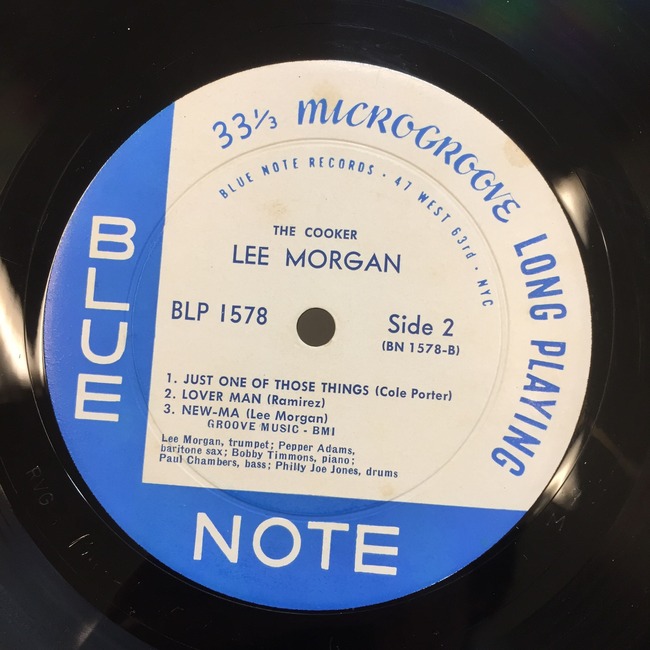 33⅓ MICROGROOVE LONG PLAYING
BLUE NOTE RECORDS · 47 WEST 63rd · NYC
THE COOKER
LEE MORGAN
BLP 1578
Side 2
(BN 1578-B)
1. JUST ONE OF THOSE THINGS (Cole Porter)
2. LOVER MAN (Ramirez)
3. NEW-MA (Lee Morgan)
GROOVE MUSIC - BMI
Lee Morgan, trumpet; Pepper Adams,
baritone sax; Bobby Timmons, piano;
Paul Chambers, bass; Philly Joe Jones, drums
BLUE
NOTE
RVG